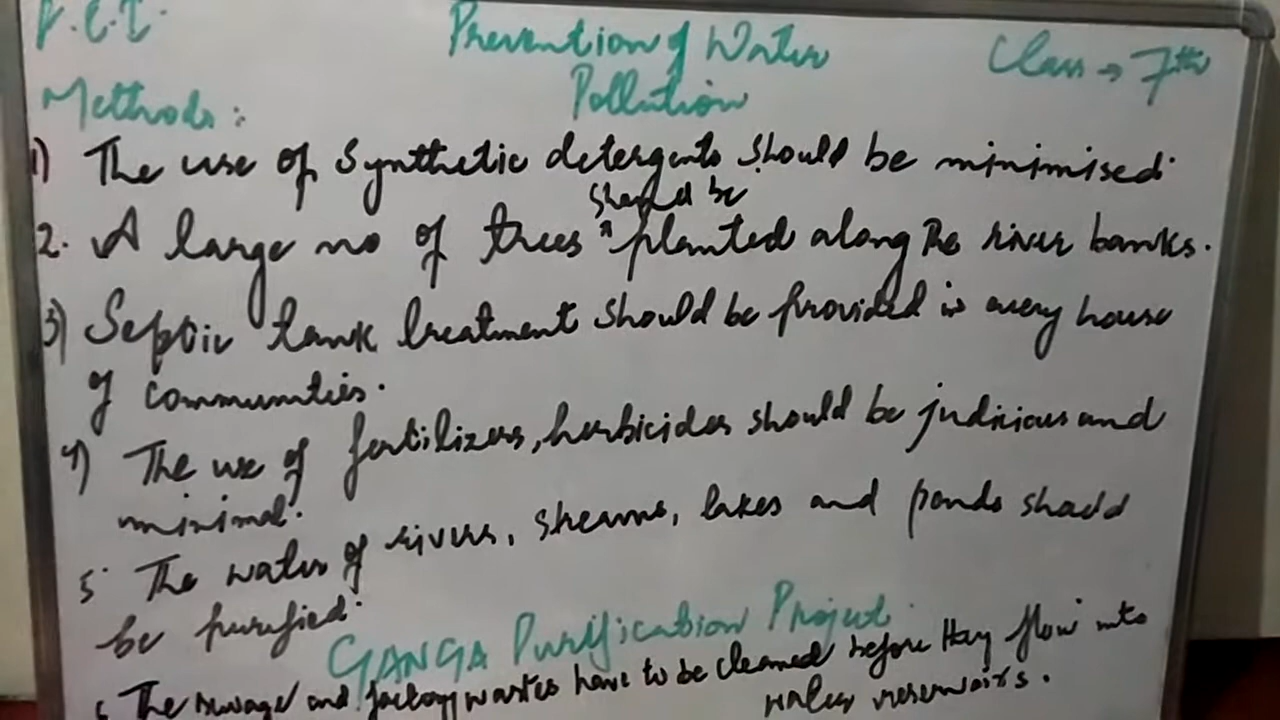 P.E.I.
Prevention of Water
Class → 7th
Pollution
Methods:
1) The use of Synthetic detergents should be minimised.
should be
2. A large no of trees ^ planted along the river banks.
3) Septic tank treatment should be provided in every house
of communities.
4) The use of fertilizers, herbicides should be judicious and
minimal.
5. The water of rivers, streams, lakes and ponds should
be purified.
GANGA Purification Project.
6 The sewage and factory wastes have to be cleaned before they flow into
water reservoirs.